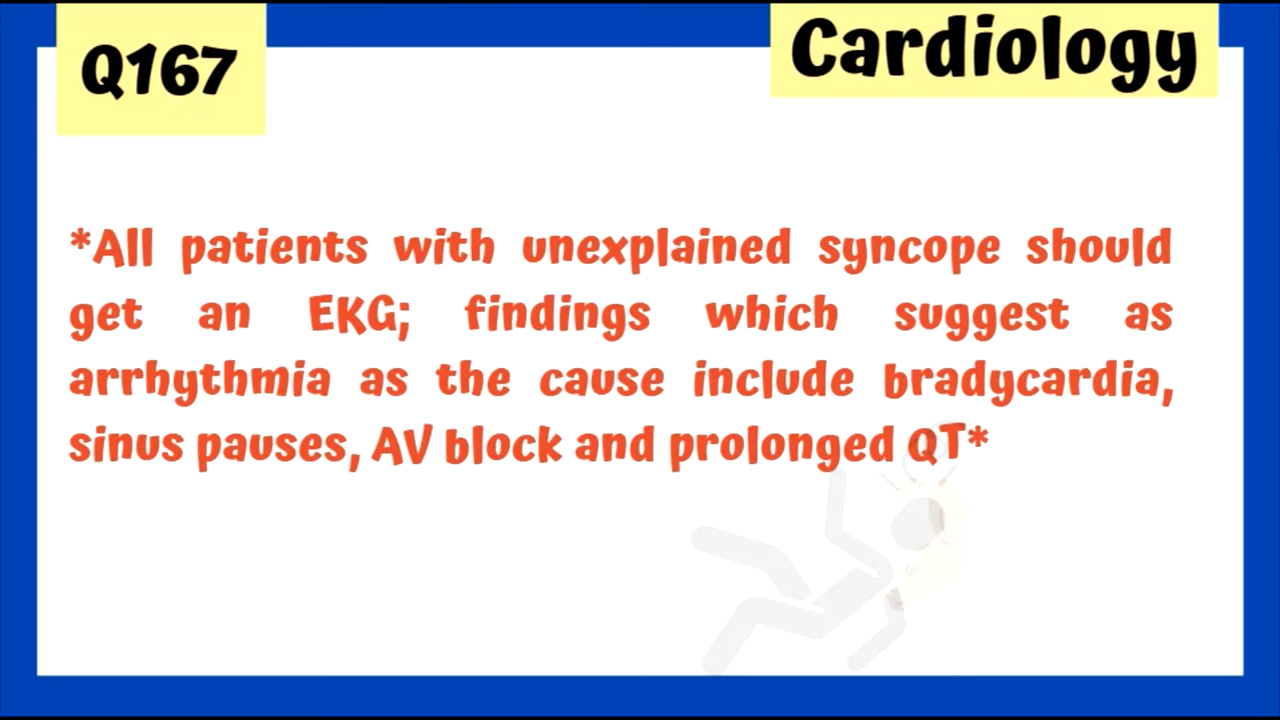 Q167
Cardiology
*All patients with unexplained syncope should
get an EKG; findings which suggest as
arrhythmia as the cause include bradycardia,
sinus pauses, AV block and prolonged QT*